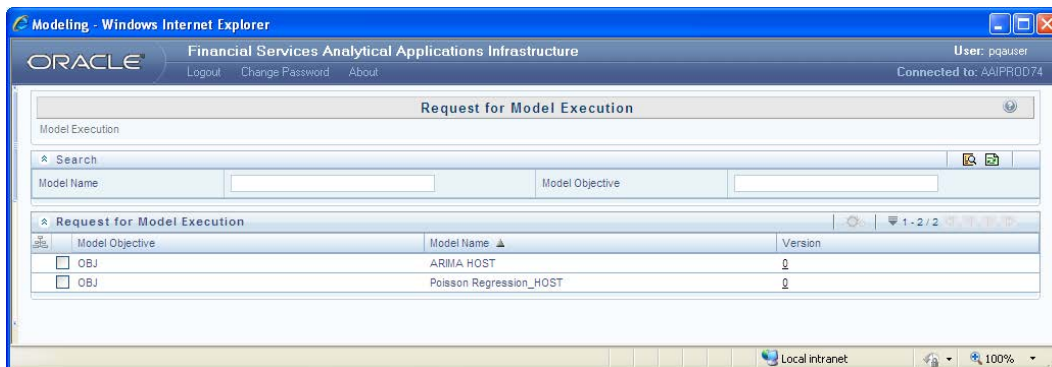 Modeling - Windows Internet Explorer
ORACLE
Financial Services Analytical Applications Infrastructure
User: pqauser
Logout Change Password About
Connected to: AAIPROD74
Request for Model Execution
Model Execution
Search
Model Name
Model Objective
Request for Model Execution
1 - 2 / 2
Model Objective Model Name Version
OBJ ARIMA HOST 0
OBJ Poisson Regression_HOST 0
Local intranet
100%